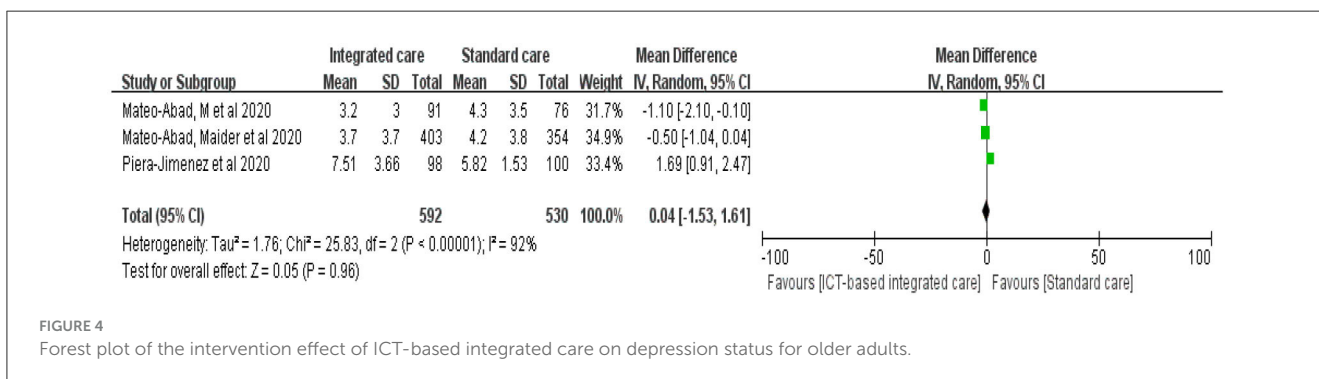 Integrated care Standard care Mean Difference Mean Difference
Study or Subgroup Mean SD Total Mean SD Total Weight IV, Random, 95% CI IV, Random, 95% CI
Mateo-Abad, M et al 2020 3.2 3 91 4.3 3.5 76 31.7% -1.10 [-2.10, -0.10]
Mateo-Abad, Maider et al 2020 3.7 3.7 403 4.2 3.8 354 34.9% -0.50 [-1.04, 0.04]
Piera-Jimenez et al 2020 7.51 3.66 98 5.82 1.53 100 33.4% 1.69 [0.91, 2.47]
Total (95% CI) 592 530 100.0% 0.04 [-1.53, 1.61]
Heterogeneity: Tau² = 1.76; Chi² = 25.83, df = 2 (P < 0.00001); I² = 92%
Test for overall effect: Z = 0.05 (P = 0.96)
-100 -50 0 50 100
Favours [ICT-based integrated care] Favours [Standard care]
FIGURE 4
Forest plot of the intervention effect of ICT-based integrated care on depression status for older adults.